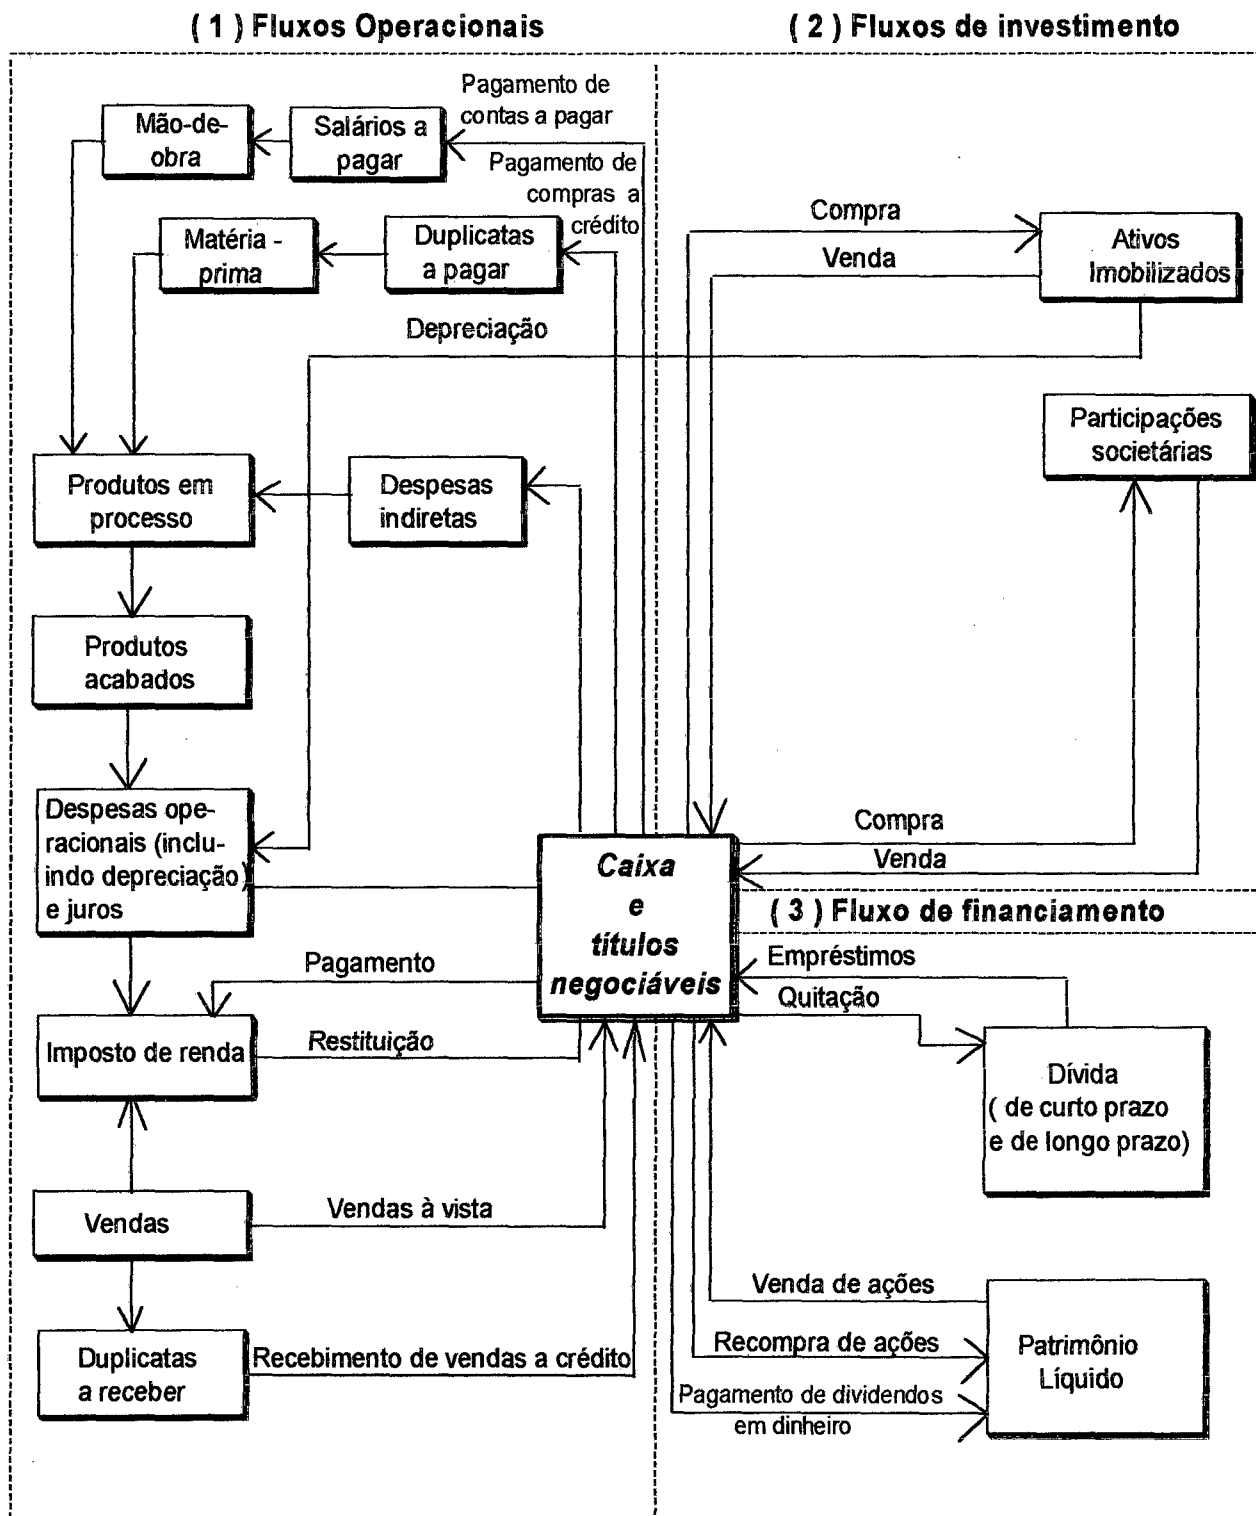 ( 1 ) Fluxos Operacionais
( 2 ) Fluxos de investimento
Pagamento de
contas a pagar
Mão-de-
obra
Salários a
pagar
Pagamento de
compras a
crédito
Matéria -
prima
Duplicatas
a pagar
Compra
Venda
Ativos
Imobilizados
Depreciação
Participações
societárias
Produtos em
processo
Despesas
indiretas
Produtos
acabados
Despesas ope-
racionais (inclu-
indo depreciação)
e juros
Compra
Venda
Caixa
e
títulos
negociáveis
( 3 ) Fluxo de financiamento
Pagamento
Empréstimos
Quitação
Imposto de renda
Restituição
Dívida
( de curto prazo
e de longo prazo)
Vendas
Vendas à vista
Venda de ações
Recompra de ações
Pagamento de dividendos
em dinheiro
Patrimônio
Líquido
Duplicatas
a receber
Recebimento de vendas a crédito